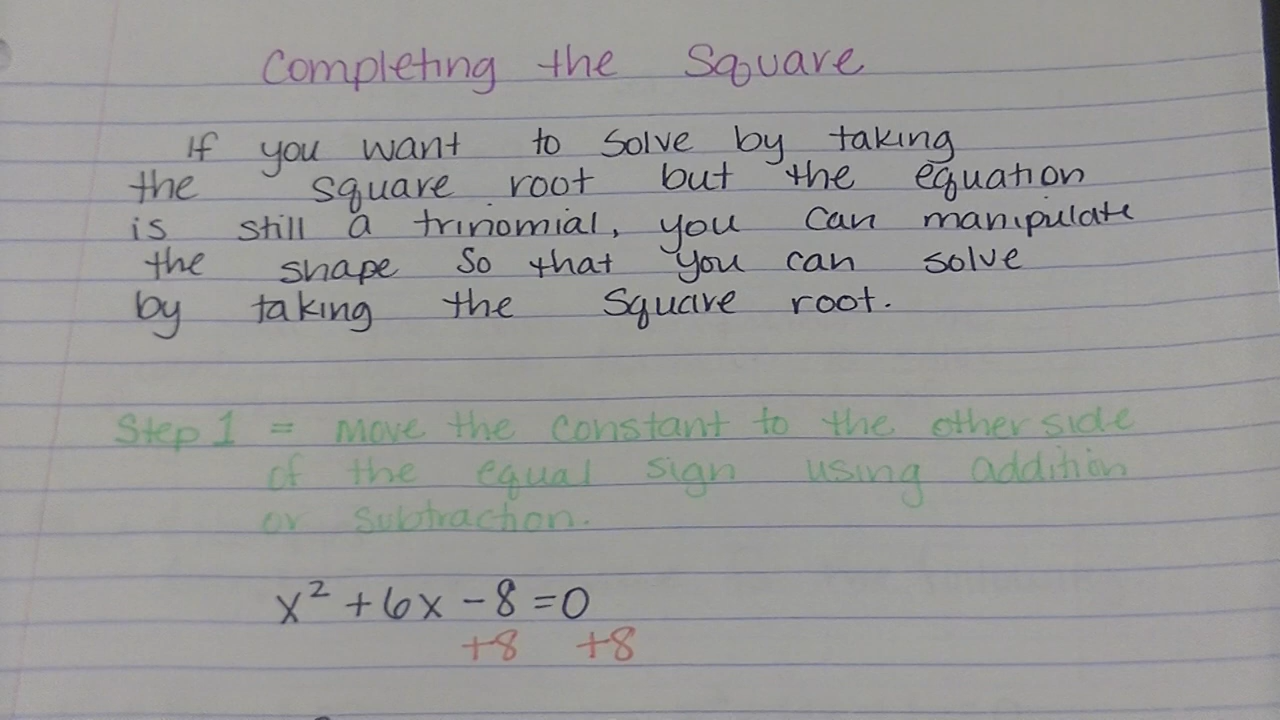 Completing the Square
If you want to solve by taking
the square root but the equation
is still a trinomial, you can manipulate
the shape so that you can solve
by taking the square root.
Step 1 = move the constant to the other side
of the equal sign using addition
or subtraction.
x² + 6x - 8 = 0
+8 +8